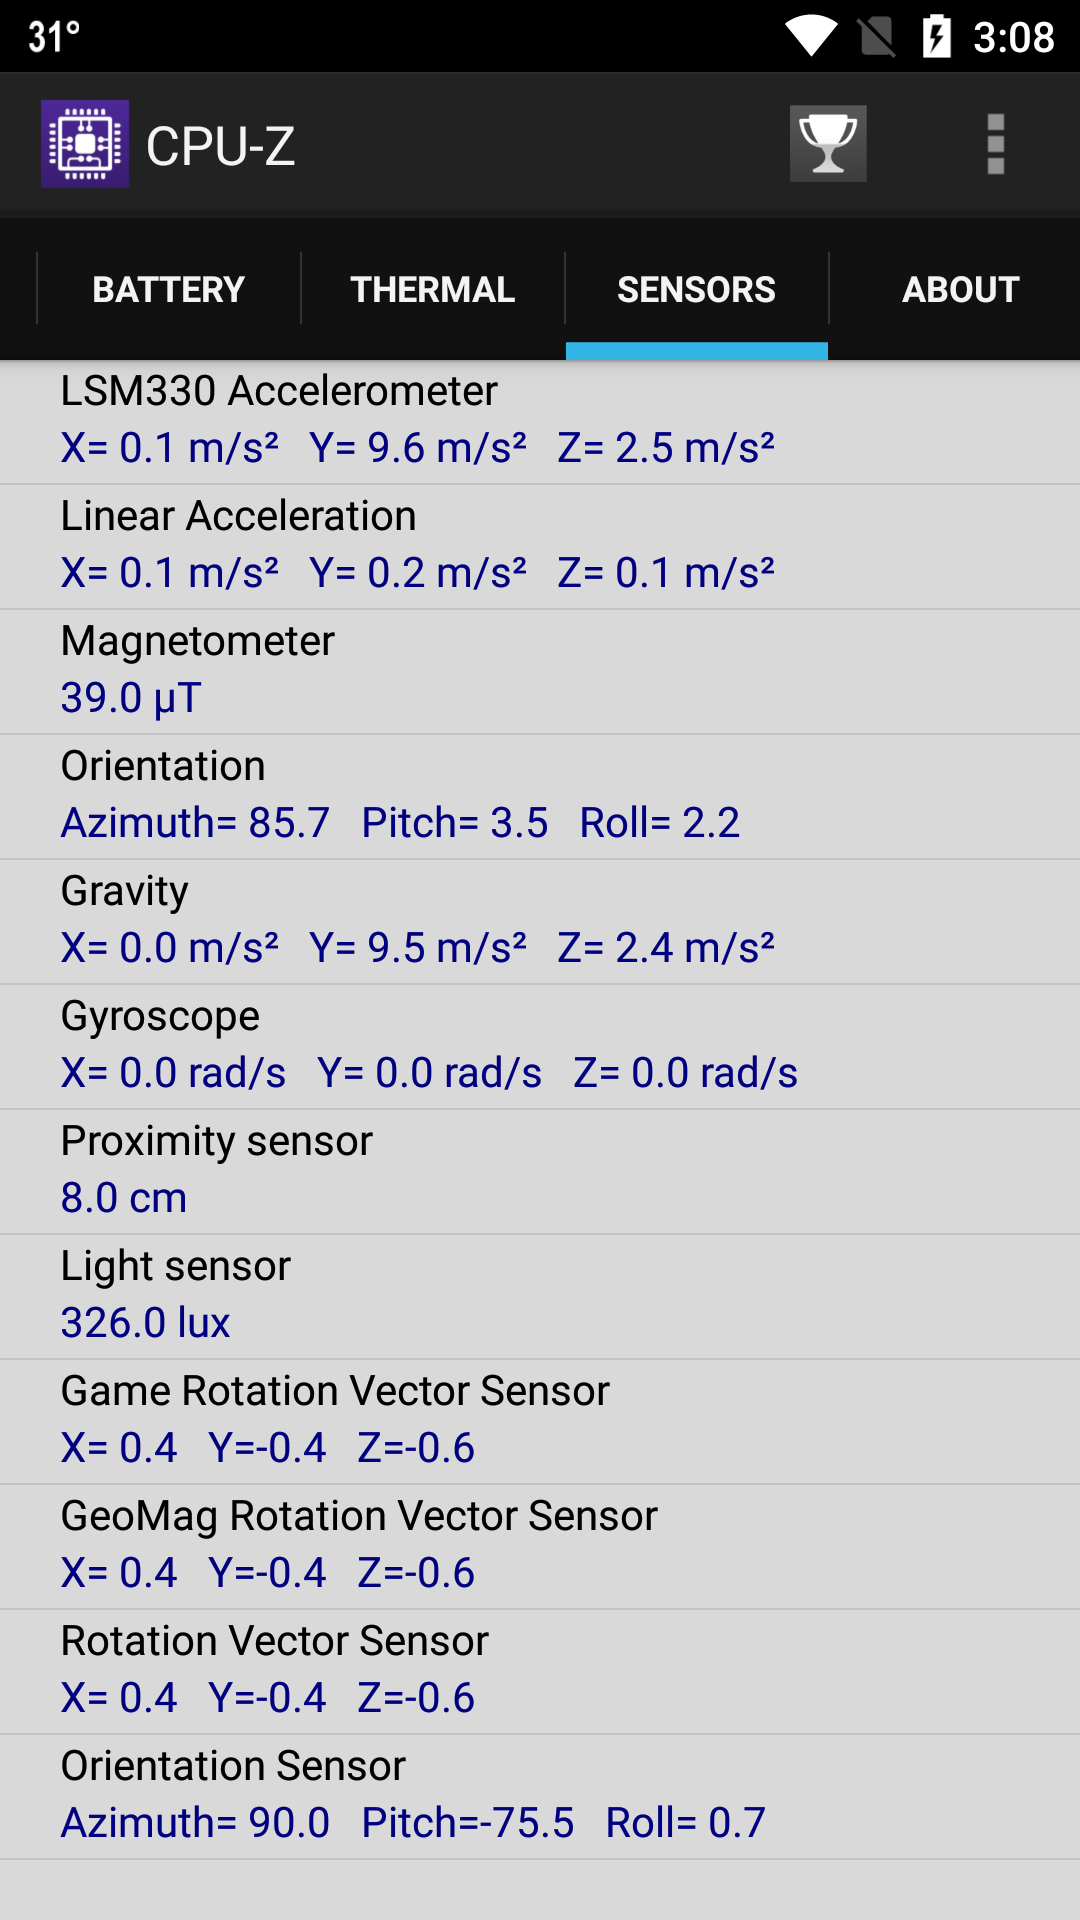 31° 3:08
CPU-Z
BATTERY THERMAL SENSORS ABOUT
LSM330 Accelerometer
X= 0.1 m/s² Y= 9.6 m/s² Z= 2.5 m/s²
Linear Acceleration
X= 0.1 m/s² Y= 0.2 m/s² Z= 0.1 m/s²
Magnetometer
39.0 μT
Orientation
Azimuth= 85.7 Pitch= 3.5 Roll= 2.2
Gravity
X= 0.0 m/s² Y= 9.5 m/s² Z= 2.4 m/s²
Gyroscope
X= 0.0 rad/s Y= 0.0 rad/s Z= 0.0 rad/s
Proximity sensor
8.0 cm
Light sensor
326.0 lux
Game Rotation Vector Sensor
X= 0.4 Y=-0.4 Z=-0.6
GeoMag Rotation Vector Sensor
X= 0.4 Y=-0.4 Z=-0.6
Rotation Vector Sensor
X= 0.4 Y=-0.4 Z=-0.6
Orientation Sensor
Azimuth= 90.0 Pitch=-75.5 Roll= 0.7